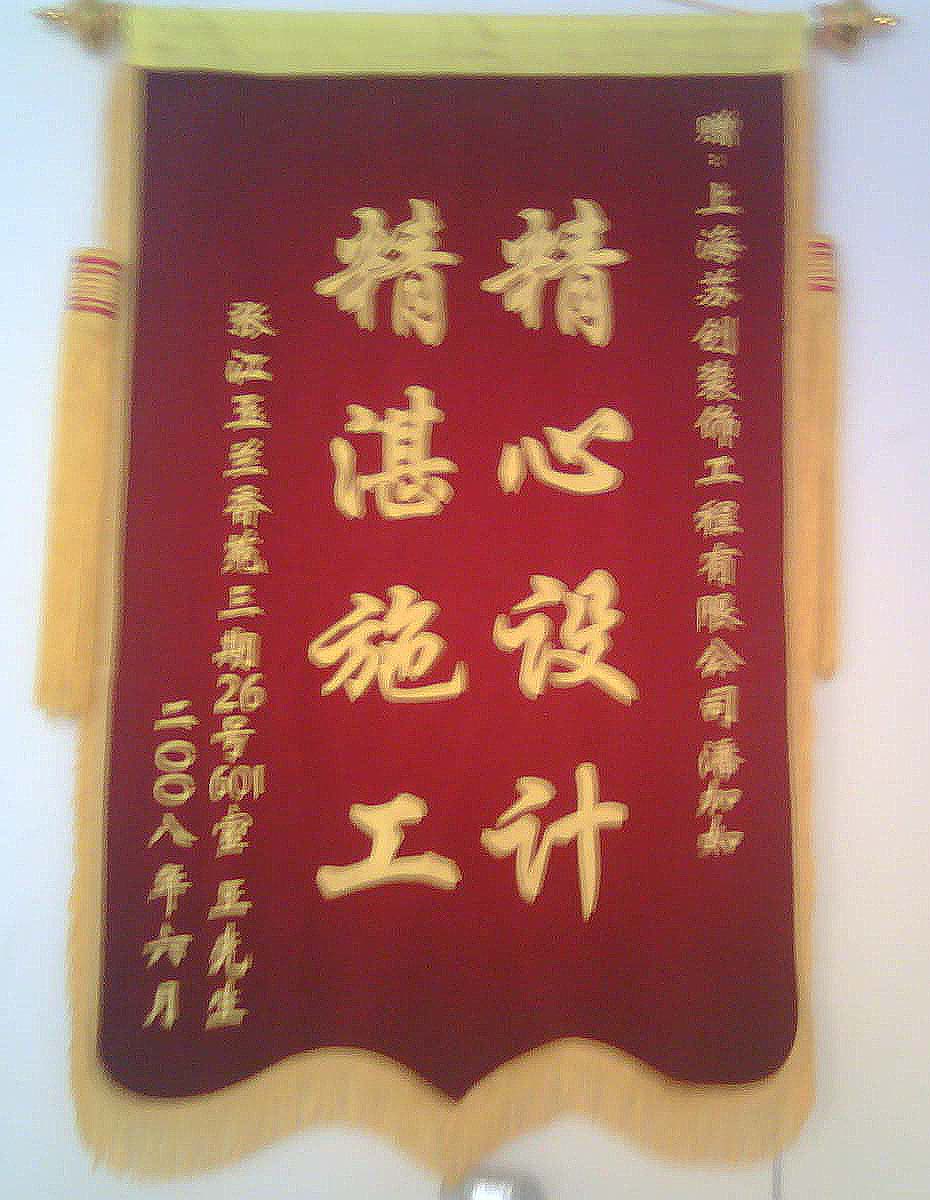 赠：上海苏创装饰工程有限公司潘加加
精心设计
精湛施工
张江玉兰香苑三期26号601室 王先生
二〇〇八年六月